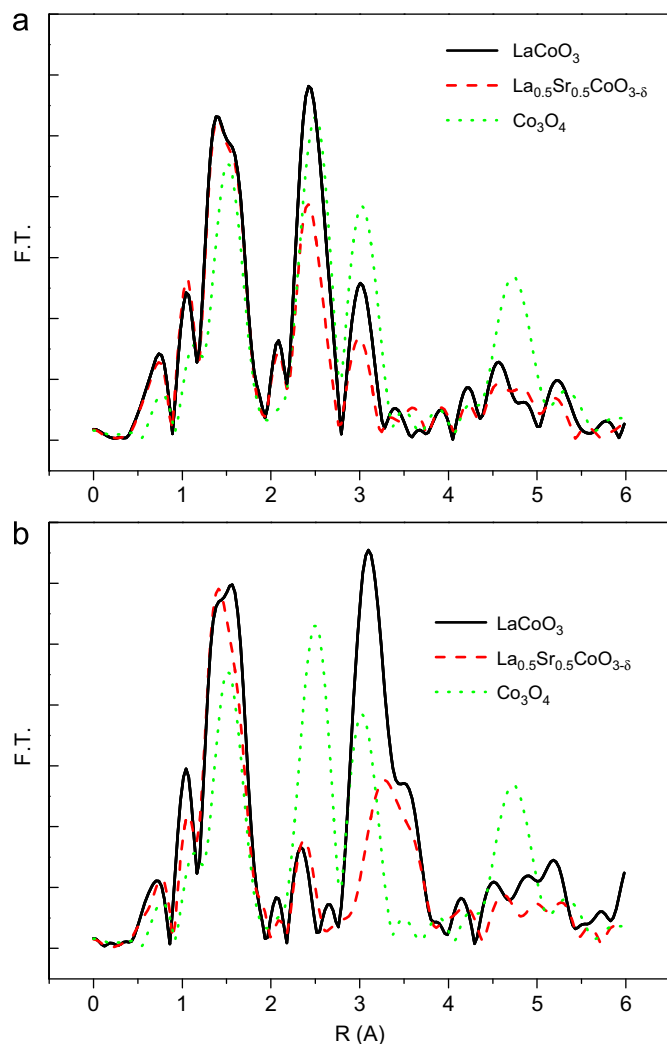 a
LaCoO₃
La₀.₅Sr₀.₅CoO₃₋δ
Co₃O₄
F.T.
0 1 2 3 4 5 6
b
LaCoO₃
La₀.₅Sr₀.₅CoO₃₋δ
Co₃O₄
F.T.
0 1 2 3 4 5 6
R (A)